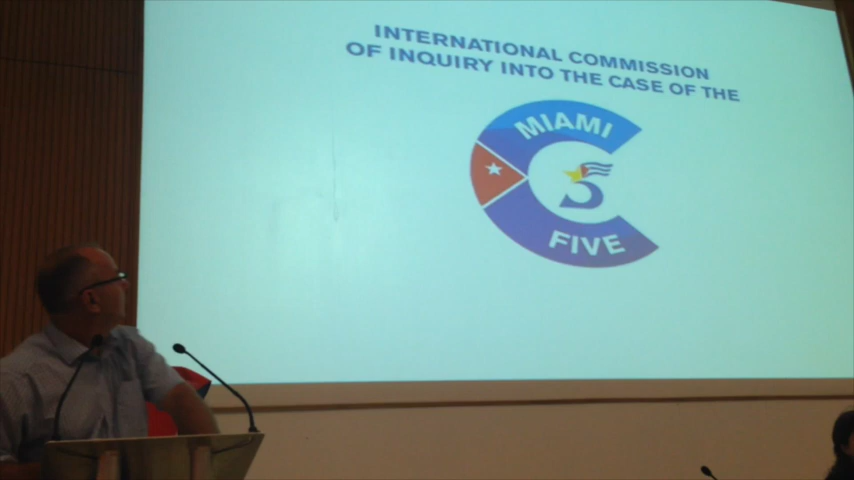 INTERNATIONAL COMMISSION
OF INQUIRY INTO THE CASE OF THE
MIAMI
5
FIVE